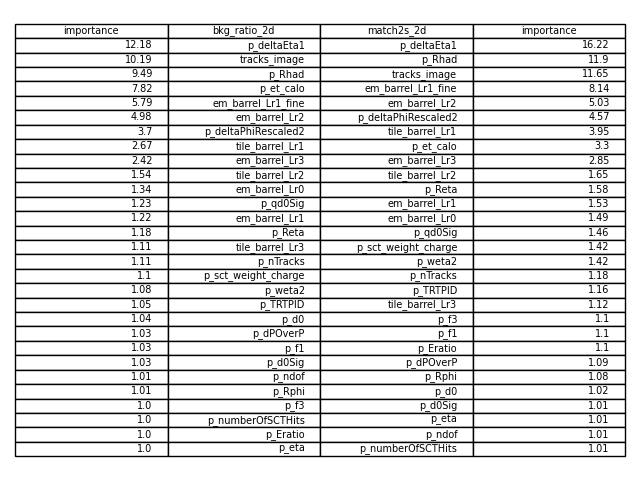 importance bkg_ratio_2d match2s_2d importance
12.18 p_deltaEta1 p_deltaEta1 16.22
10.19 tracks_image p_Rhad 11.9
9.49 p_Rhad tracks_image 11.65
7.82 p_et_calo em_barrel_Lr1_fine 8.14
5.79 em_barrel_Lr1_fine em_barrel_Lr2 5.03
4.98 em_barrel_Lr2 p_deltaPhiRescaled2 4.57
3.7 p_deltaPhiRescaled2 tile_barrel_Lr1 3.95
2.67 tile_barrel_Lr1 p_et_calo 3.3
2.42 em_barrel_Lr3 em_barrel_Lr3 2.85
1.54 tile_barrel_Lr2 tile_barrel_Lr2 1.65
1.34 em_barrel_Lr0 p_Reta 1.58
1.23 p_qd0Sig em_barrel_Lr1 1.53
1.22 em_barrel_Lr1 em_barrel_Lr0 1.49
1.18 p_Reta p_qd0Sig 1.46
1.11 tile_barrel_Lr3 p_sct_weight_charge 1.42
1.11 p_nTracks p_weta2 1.42
1.1 p_sct_weight_charge p_nTracks 1.18
1.08 p_weta2 p_TRTPID 1.16
1.05 p_TRTPID tile_barrel_Lr3 1.12
1.04 p_d0 p_f3 1.1
1.03 p_dPOverP p_f1 1.1
1.03 p_f1 p_Eratio 1.1
1.03 p_d0Sig p_dPOverP 1.09
1.01 p_ndof p_Rphi 1.08
1.01 p_Rphi p_d0 1.02
1.0 p_f3 p_d0Sig 1.01
1.0 p_numberOfSCTHits p_eta 1.01
1.0 p_Eratio p_ndof 1.01
1.0 p_eta p_numberOfSCTHits 1.01